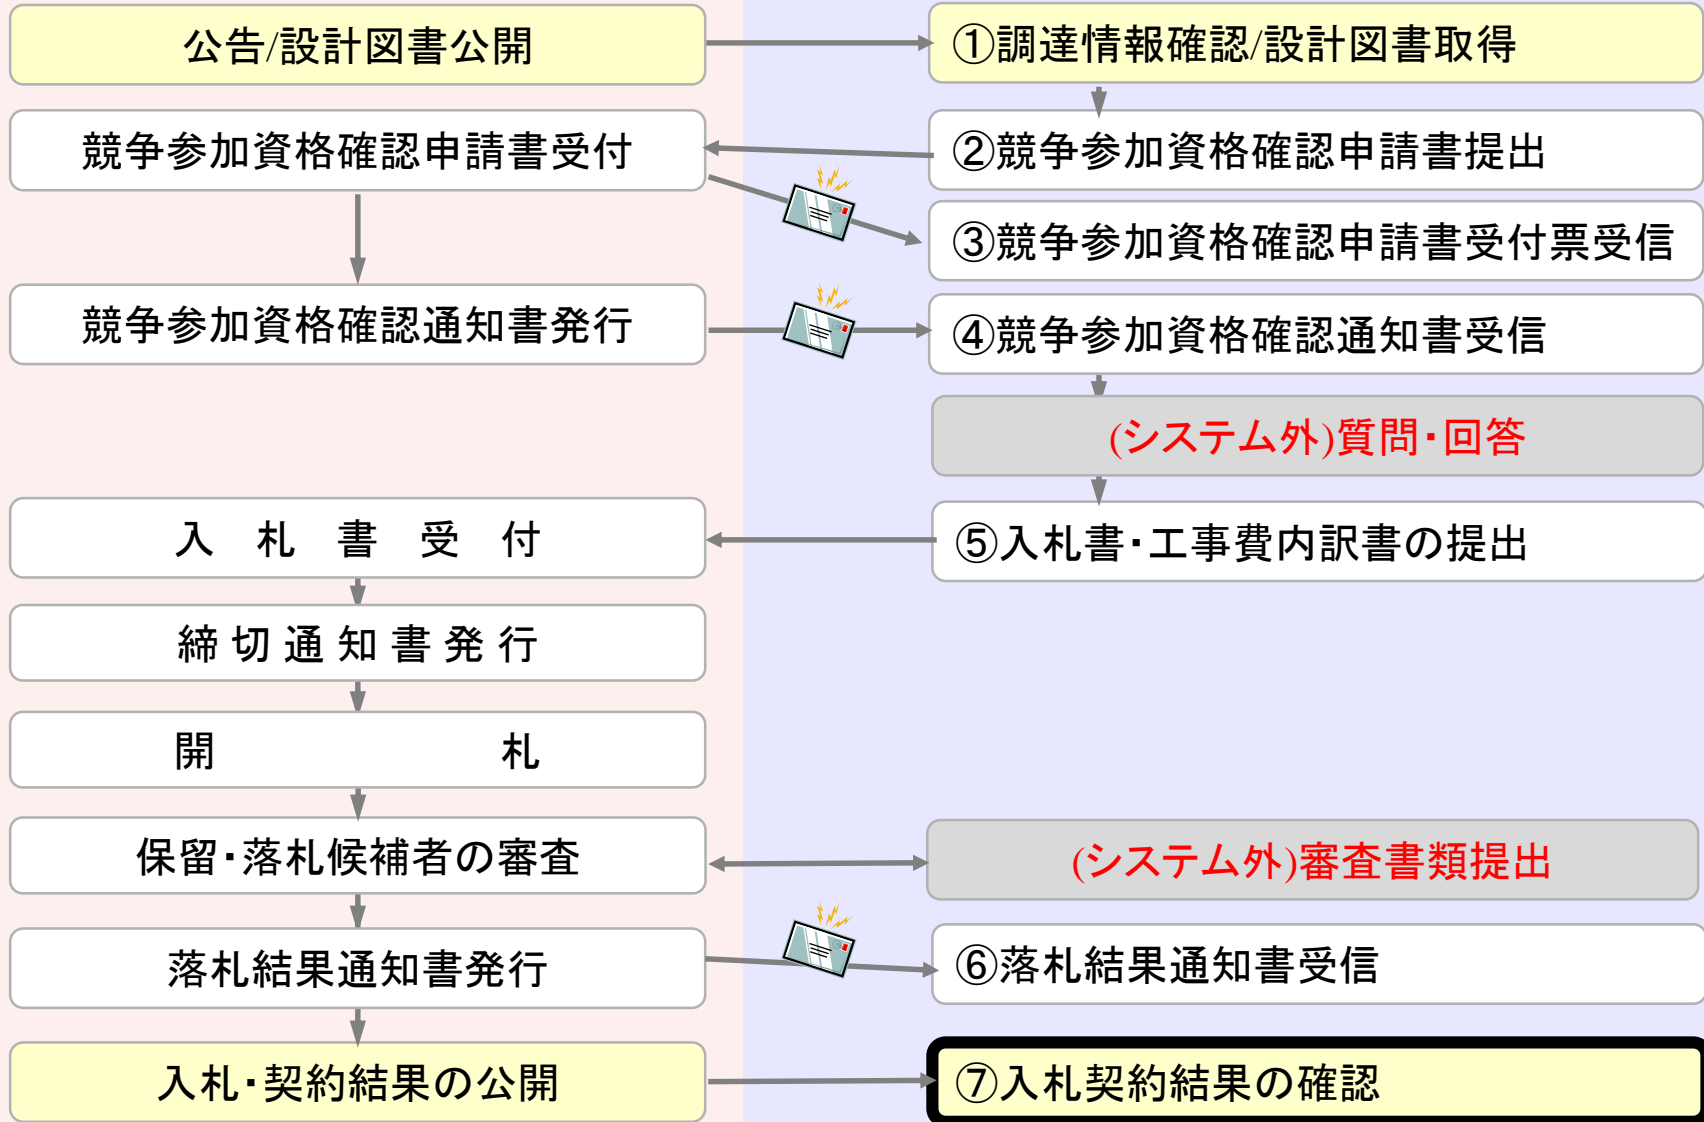 公告/設計図書公開
①調達情報確認/設計図書取得
競争参加資格確認申請書受付
②競争参加資格確認申請書提出
③競争参加資格確認申請書受付票受信
競争参加資格確認通知書発行
④競争参加資格確認通知書受信
(システム外)質問・回答
入　札　書　受　付
⑤入札書・工事費内訳書の提出
締 切 通 知 書 発 行
開　　　　　　　札
保留・落札候補者の審査
(システム外)審査書類提出
落札結果通知書発行
⑥落札結果通知書受信
入札・契約結果の公開
⑦入札契約結果の確認